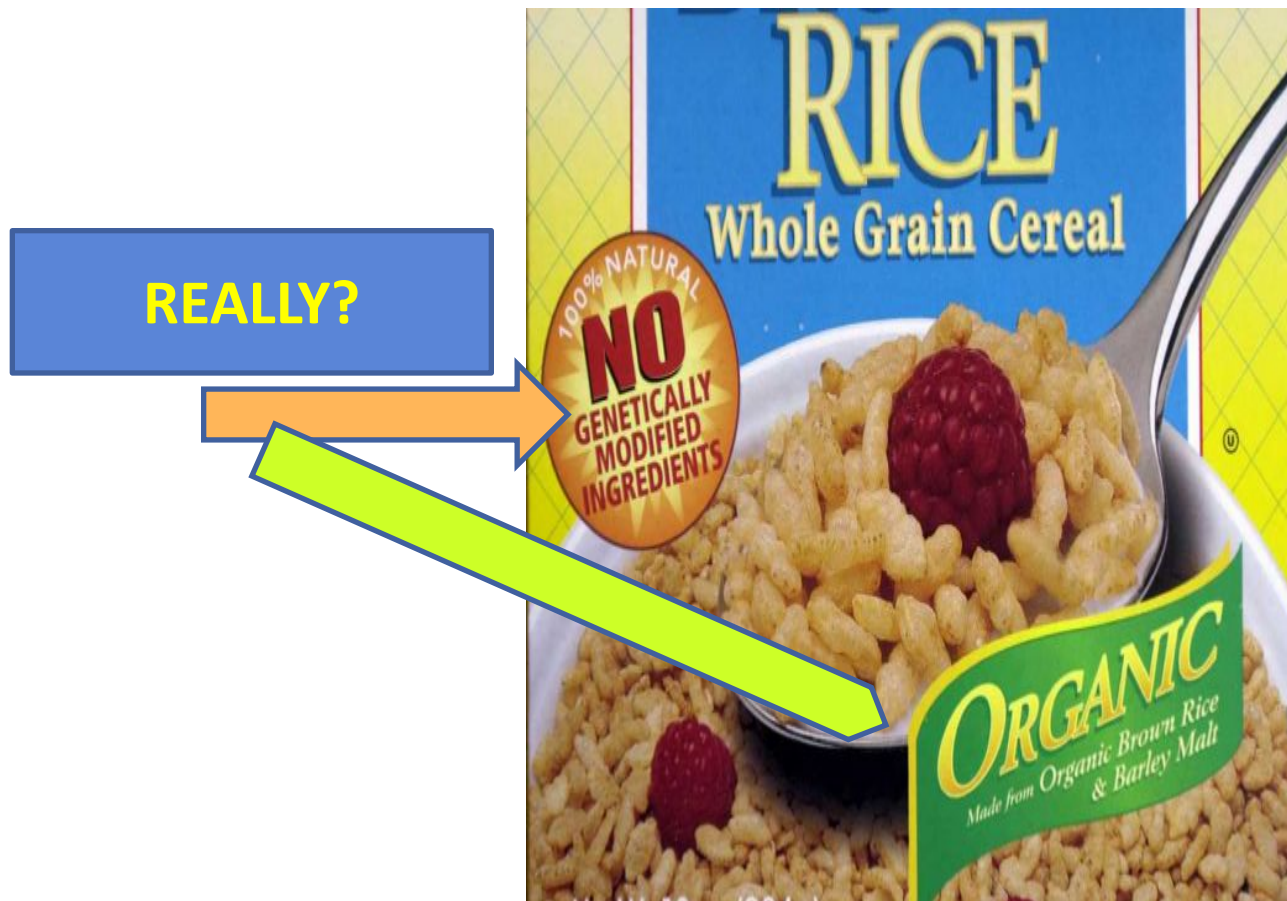 REALLY?
RICE
Whole Grain Cereal
100% NATURAL
NO
GENETICALLY
MODIFIED
INGREDIENTS
U
ORGANIC
Made from Organic Brown Rice
& Barley Malt